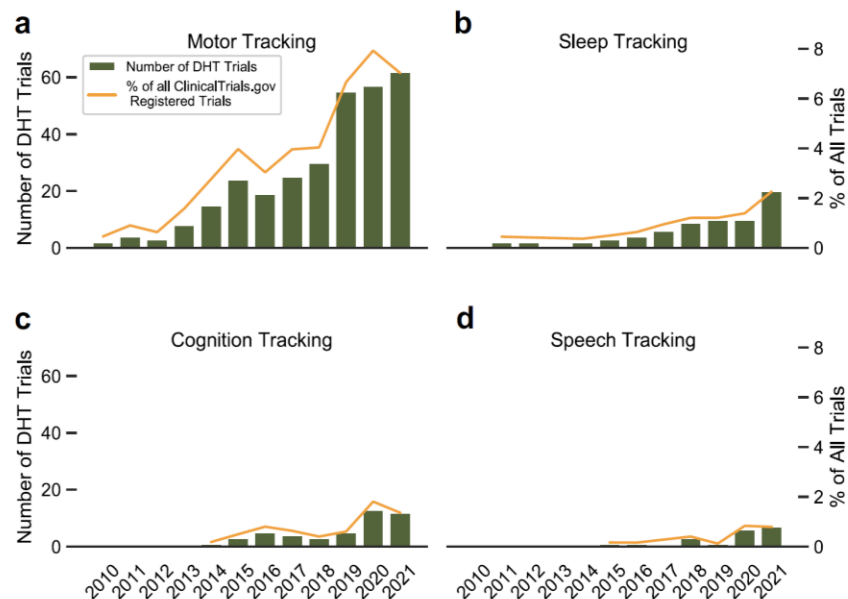 a
Motor Tracking
Number of DHT Trials
% of all ClinicalTrials.gov
Registered Trials
Number of DHT Trials
60
40
20
0
b
Sleep Tracking
8
6
4
2
0
% of All Trials
c
Cognition Tracking
Number of DHT Trials
60
40
20
0
2010
2011
2012
2013
2014
2015
2016
2017
2018
2019
2020
2021
d
Speech Tracking
8
6
4
2
0
% of All Trials
2010
2011
2012
2013
2014
2015
2016
2017
2018
2019
2020
2021